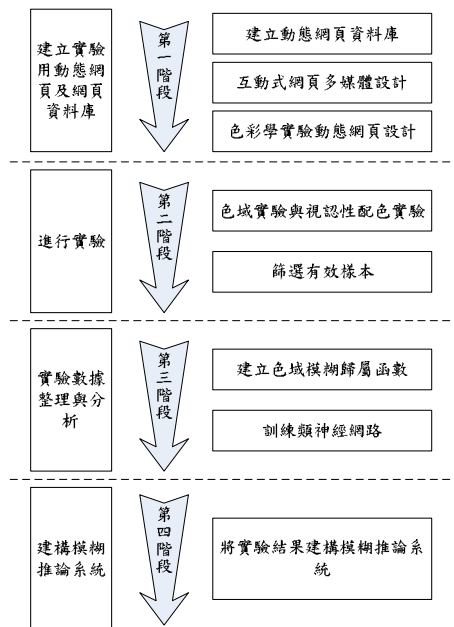 建立實驗
用動態網
頁及網頁
資料庫
第一階段
建立動態網頁資料庫
互動式網頁多媒體設計
色彩學實驗動態網頁設計
進行實驗
第二階段
色域實驗與視認性配色實驗
篩選有效樣本
實驗數據
整理與分
析
第三階段
建立色域模糊歸屬函數
訓練類神經網路
建構模糊
推論系統
第四階段
將實驗結果建構模糊推論系
統